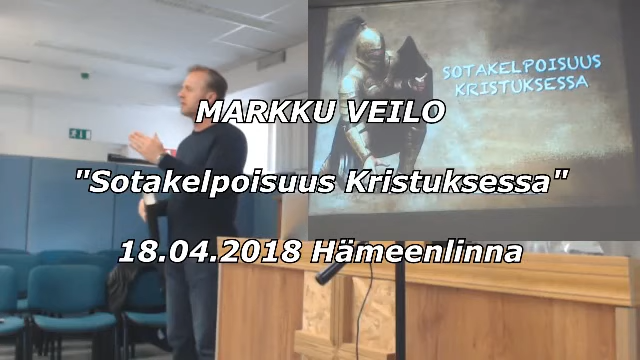 SOTAKELPOISUUS
KRISTUKSESSA
MARKKU VEILO
"Sotakelpoisuus Kristuksessa"
18.04.2018 Hämeenlinna